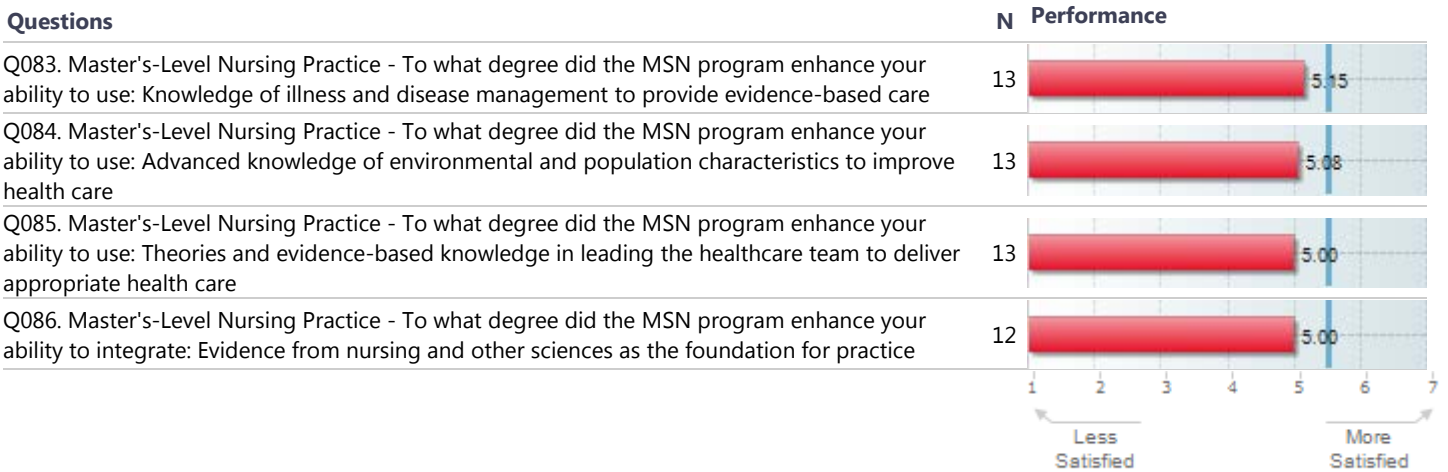 Questions N Performance
Q083. Master's-Level Nursing Practice - To what degree did the MSN program enhance your
ability to use: Knowledge of illness and disease management to provide evidence-based care
13
5.15
Q084. Master's-Level Nursing Practice - To what degree did the MSN program enhance your
ability to use: Advanced knowledge of environmental and population characteristics to improve
health care
13
5.08
Q085. Master's-Level Nursing Practice - To what degree did the MSN program enhance your
ability to use: Theories and evidence-based knowledge in leading the healthcare team to deliver
appropriate health care
13
5.00
Q086. Master's-Level Nursing Practice - To what degree did the MSN program enhance your
ability to integrate: Evidence from nursing and other sciences as the foundation for practice
12
5.00
1 2 3 4 5 6 7
Less
Satisfied
More
Satisfied